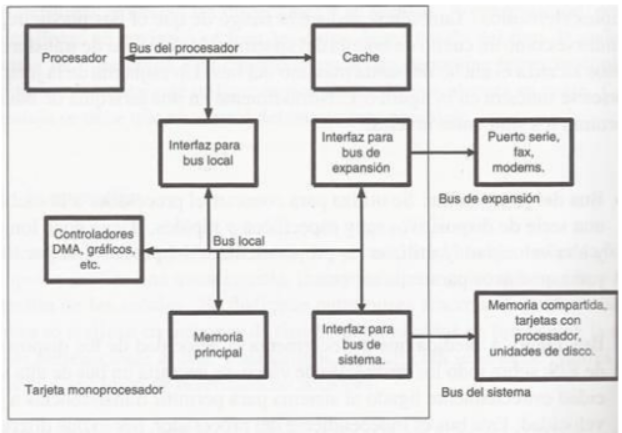 Procesador
Bus del procesador
Cache
Interfaz para
bus local
Interfaz para
bus de
expansión
Puerto serie,
fax,
modems.
Bus de expansión
Controladores
DMA, gráficos,
etc.
Bus local
Memoria
principal
Interfaz para
bus de
sistema.
Memoria compartida,
tarjetas con
procesador,
unidades de disco.
Tarjeta monoprocesador
Bus del sistema